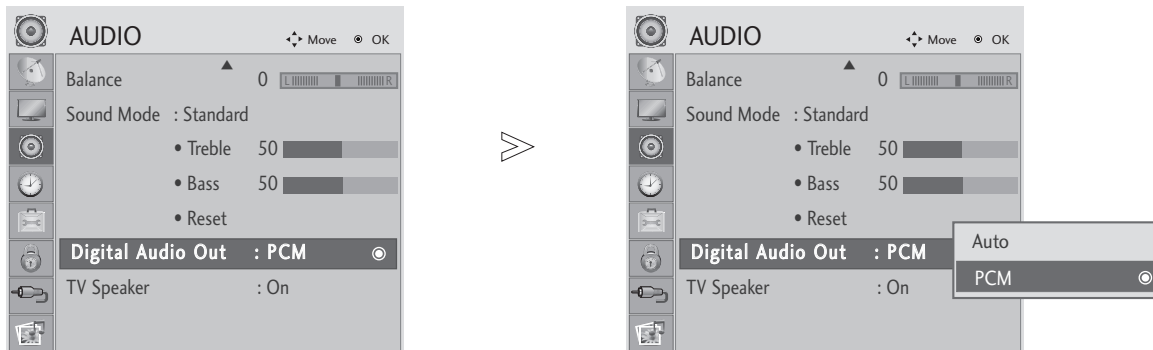 AUDIO Move OK
Balance 0 L R
Sound Mode : Standard
• Treble 50
• Bass 50
• Reset
Digital Audio Out : PCM
TV Speaker : On
AUDIO Move OK
Balance 0 L R
Sound Mode : Standard
• Treble 50
• Bass 50
• Reset
Digital Audio Out : PCM
TV Speaker : On
Auto
PCM